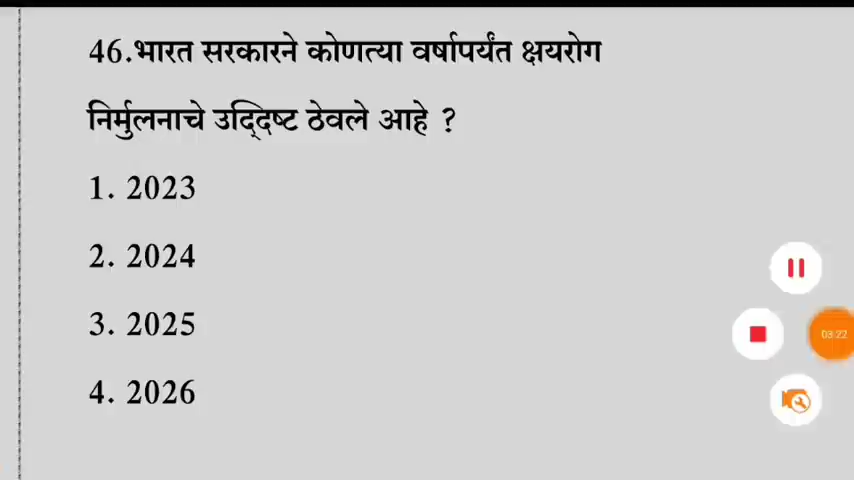 46.भारत सरकारने कोणत्या वर्षापर्यंत क्षयरोग
निर्मुलनाचे उद्दिष्ट ठेवले आहे ?
1. 2023
2. 2024
3. 2025
4. 2026
03:22